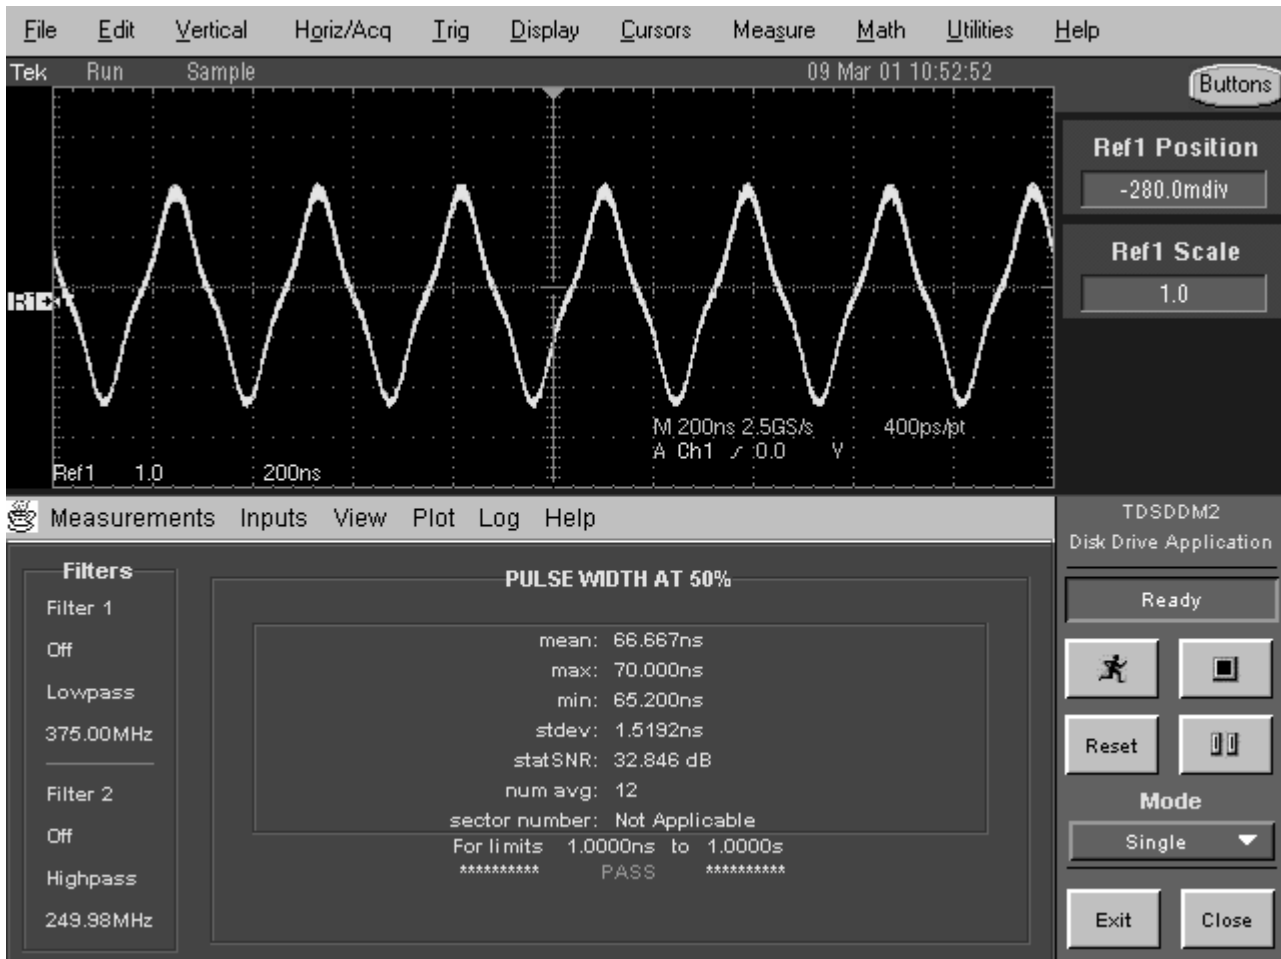 File Edit Vertical Horiz/Acq Trig Display Cursors Measure Math Utilities Help
Tek Run Sample 09 Mar 01 10:52:52
Buttons
Ref1 Position
-280.0mdiv
Ref1 Scale
1.0
R1
M 200ns 2.5GS/s 400ps/pt
A Ch1 0.0 V
Ref1 1.0 200ns
Measurements Inputs View Plot Log Help
TDSDDM2
Disk Drive Application
Filters
Filter 1
Off
Lowpass
375.00MHz
Filter 2
Off
Highpass
249.98MHz
PULSE WIDTH AT 50%
mean: 66.667ns
max: 70.000ns
min: 65.200ns
stdev: 1.5192ns
statSNR: 32.846 dB
num avg: 12
sector number: Not Applicable
For limits 1.0000ns to 1.0000s
********** PASS **********
Ready
Reset
Mode
Single
Exit Close